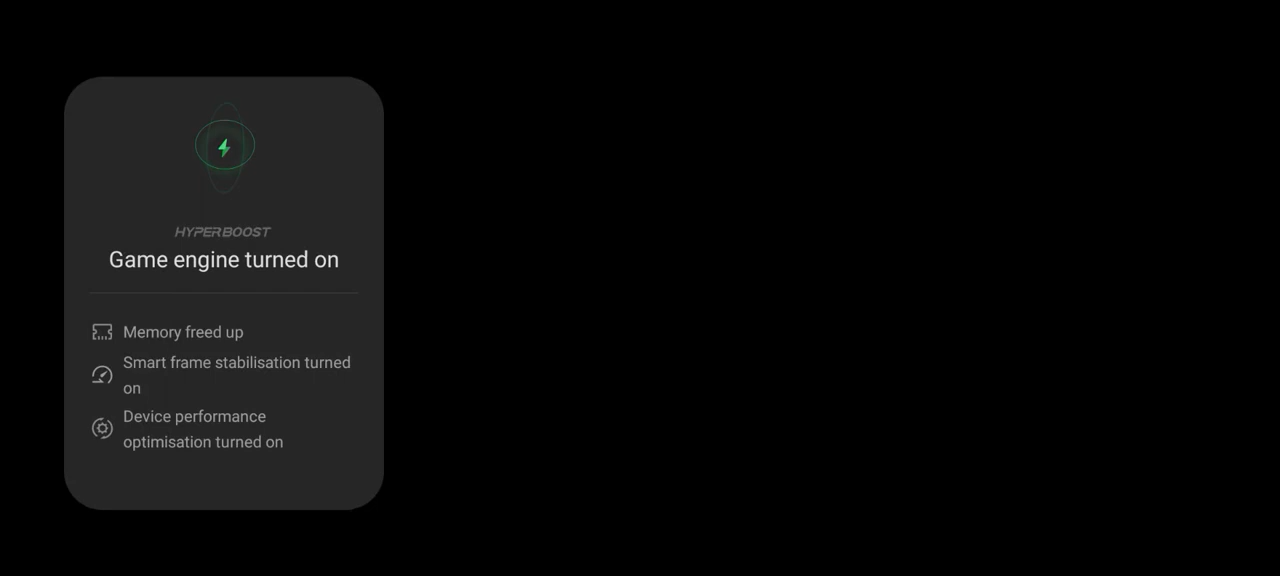 HYPERBOOST
Game engine turned on
Memory freed up
Smart frame stabilisation turned
on
Device performance
optimisation turned on